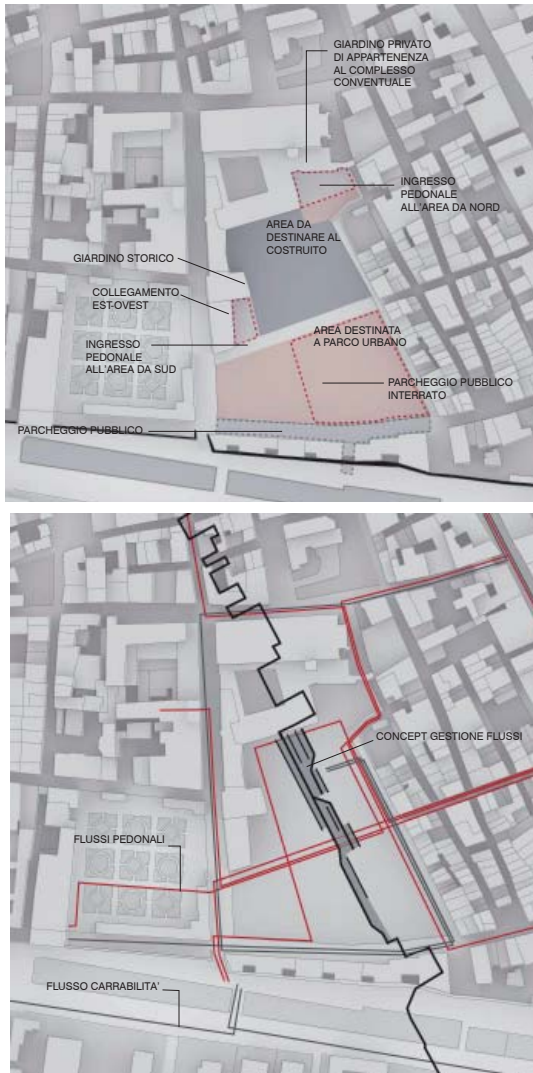 GIARDINO PRIVATO
DI APPARTENENZA
AL COMPLESSO
CONVENTUALE
INGRESSO
PEDONALE
ALL'AREA DA NORD
AREA DA
DESTINARE AL
COSTRUITO
GIARDINO STORICO
COLLEGAMENTO
EST-OVEST
INGRESSO
PEDONALE
ALL'AREA DA SUD
AREA DESTINATA
A PARCO URBANO
PARCHEGGIO PUBBLICO
INTERRATO
PARCHEGGIO PUBBLICO
CONCEPT GESTIONE FLUSSI
FLUSSI PEDONALI
FLUSSO CARRABILITA'